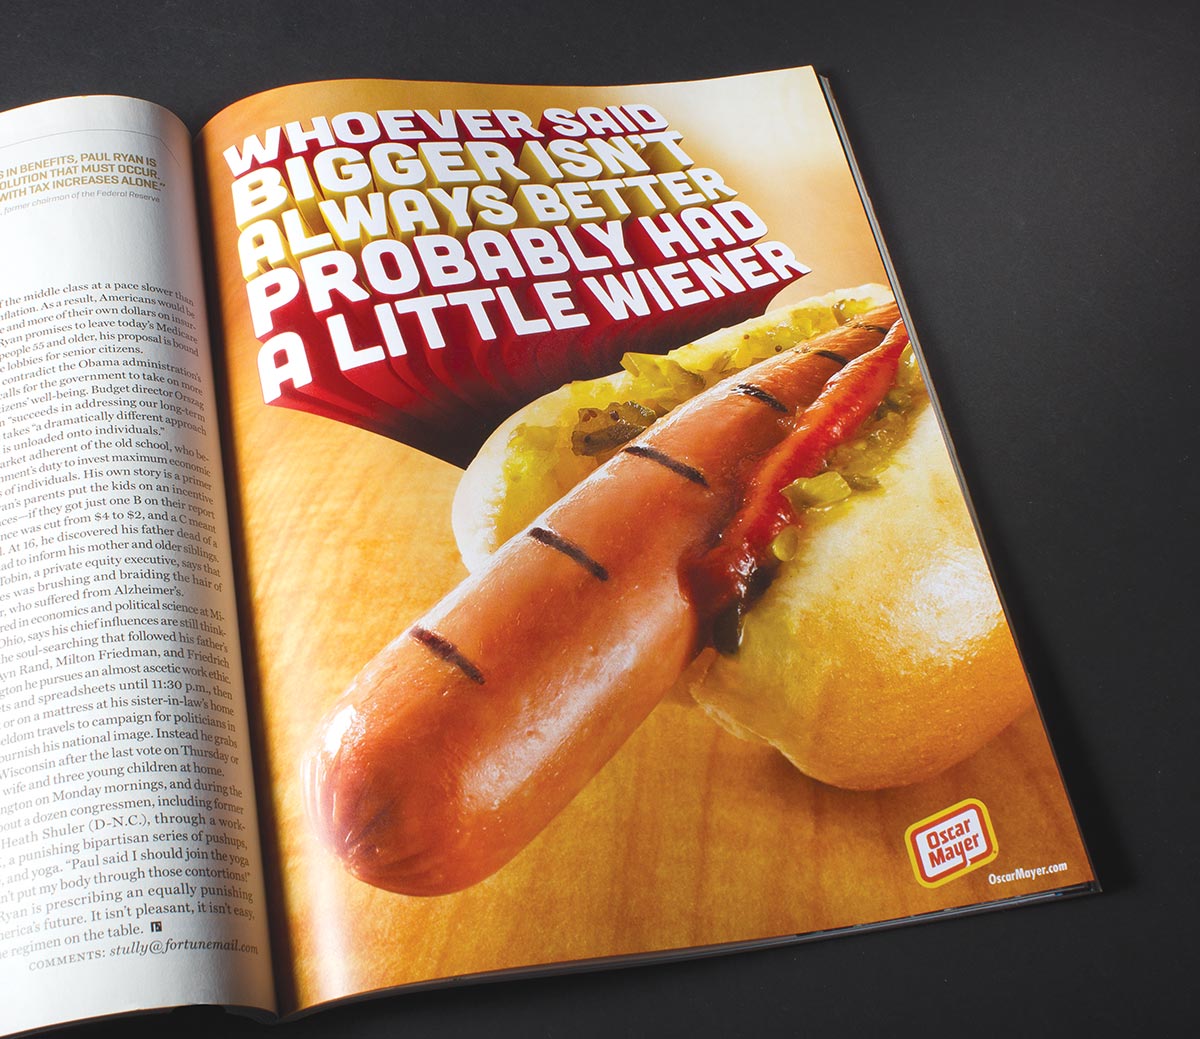 S IN BENEFITS, PAUL RYAN IS
OLUTION THAT MUST OCCUR.
WITH TAX INCREASES ALONE."
former chairman of the Federal Reserve
of the middle class at a pace slower than
nflation. As a result, Americans would be
e and more of their own dollars on insur-
Ryan promises to leave today's Medicare
people 55 and older, his proposal is bound
e lobbies for senior citizens.
contradict the Obama administration's
calls for the government to take on more
tizens' well-being. Budget director Orszag
n "succeeds in addressing our long-term
takes "a dramatically different approach
is unloaded onto individuals."
arket adherent of the old school, who be-
nment's duty to invest maximum economic
s of individuals. His own story is a primer
yan's parents put the kids on an incentive
ices—if they got just one B on their report
nce was cut from $4 to $2, and a C meant
l. At 16, he discovered his father dead of a
ad to inform his mother and older siblings.
Tobin, a private equity executive, says that
es was brushing and braiding the hair of
r, who suffered from Alzheimer's.
red in economics and political science at Mi-
Ohio, says his chief influences are still think-
he soul-searching that followed his father's
Ayn Rand, Milton Friedman, and Friedrich
gton he pursues an almost ascetic work ethic.
ets and spreadsheets until 11:30 p.m., then
or on a mattress at his sister-in-law's home
eldom travels to campaign for politicians in
burnish his national image. Instead he grabs
Wisconsin after the last vote on Thursday or
wife and three young children at home.
ngton on Monday mornings, and during the
bout a dozen congressmen, including former
Heath Shuler (D-N.C.), through a work-
, a punishing bipartisan series of pushups,
, and yoga. "Paul said I should join the yoga
n't put my body through those contortions!"
Ryan is prescribing an equally punishing
merica's future. It isn't pleasant, it isn't easy,
e regimen on the table. F
COMMENTS: stully@fortunemail.com
WHOEVER SAID
BIGGER ISN'T
ALWAYS BETTER
PROBABLY HAD
A LITTLE WIENER
Oscar
Mayer
OscarMayer.com